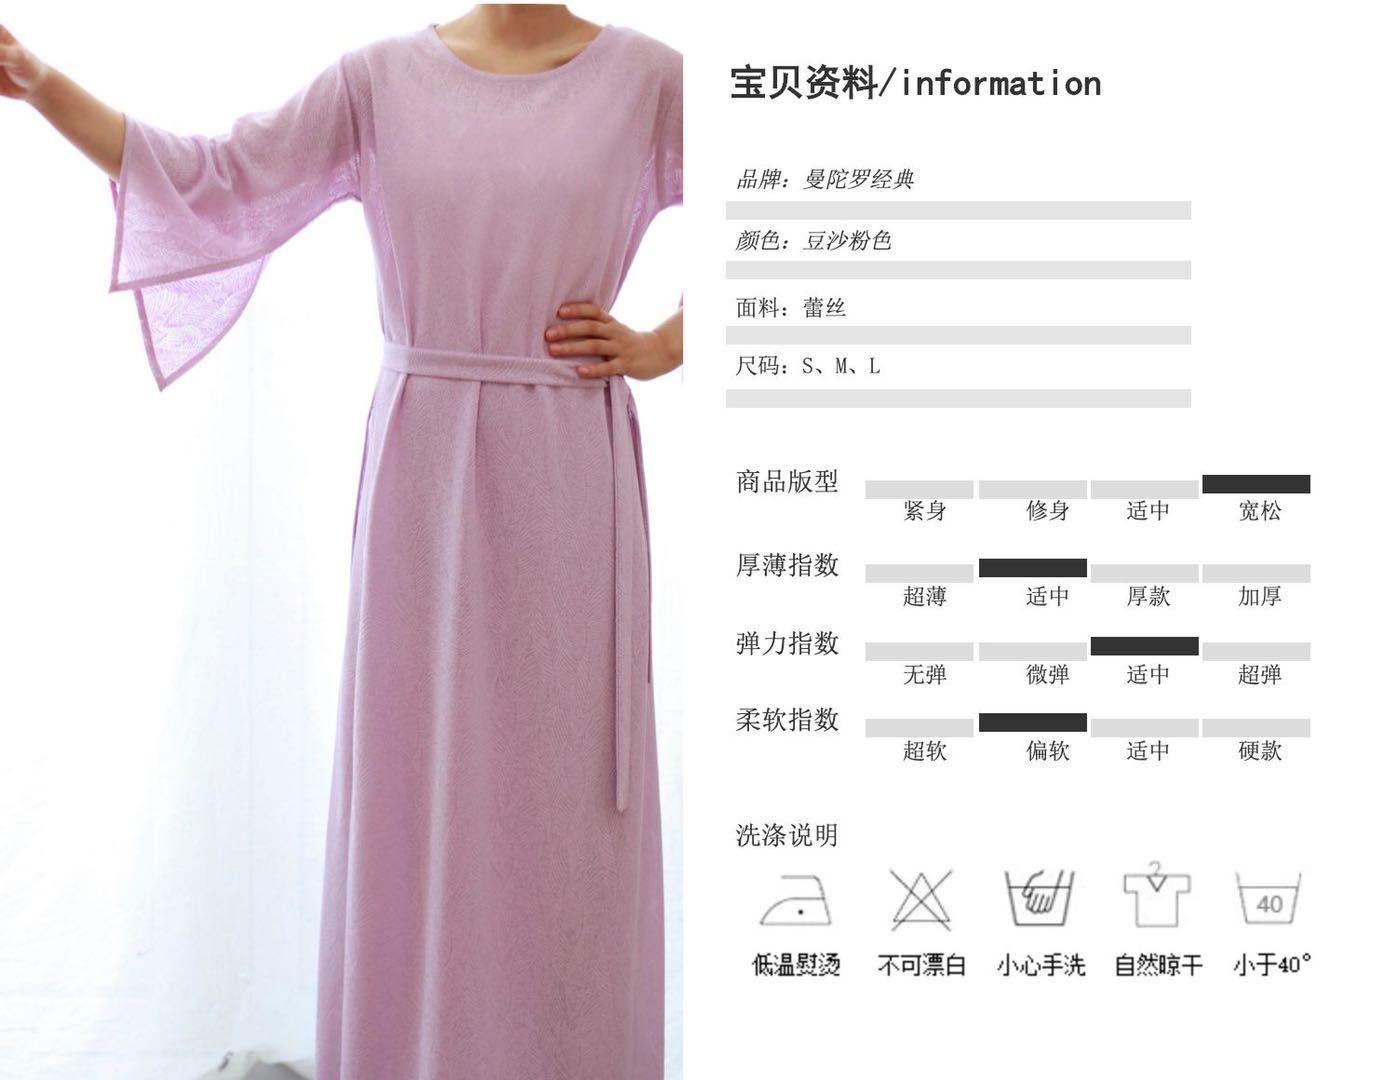 宝贝资料/information
品牌：曼陀罗经典
颜色：豆沙粉色
面料：蕾丝
尺码：S、M、L
商品版型
紧身 修身 适中 宽松
厚薄指数
超薄 适中 厚款 加厚
弹力指数
无弹 微弹 适中 超弹
柔软指数
超软 偏软 适中 硬款
洗涤说明
40
低温熨烫 不可漂白 小心手洗 自然晾干 小于40°